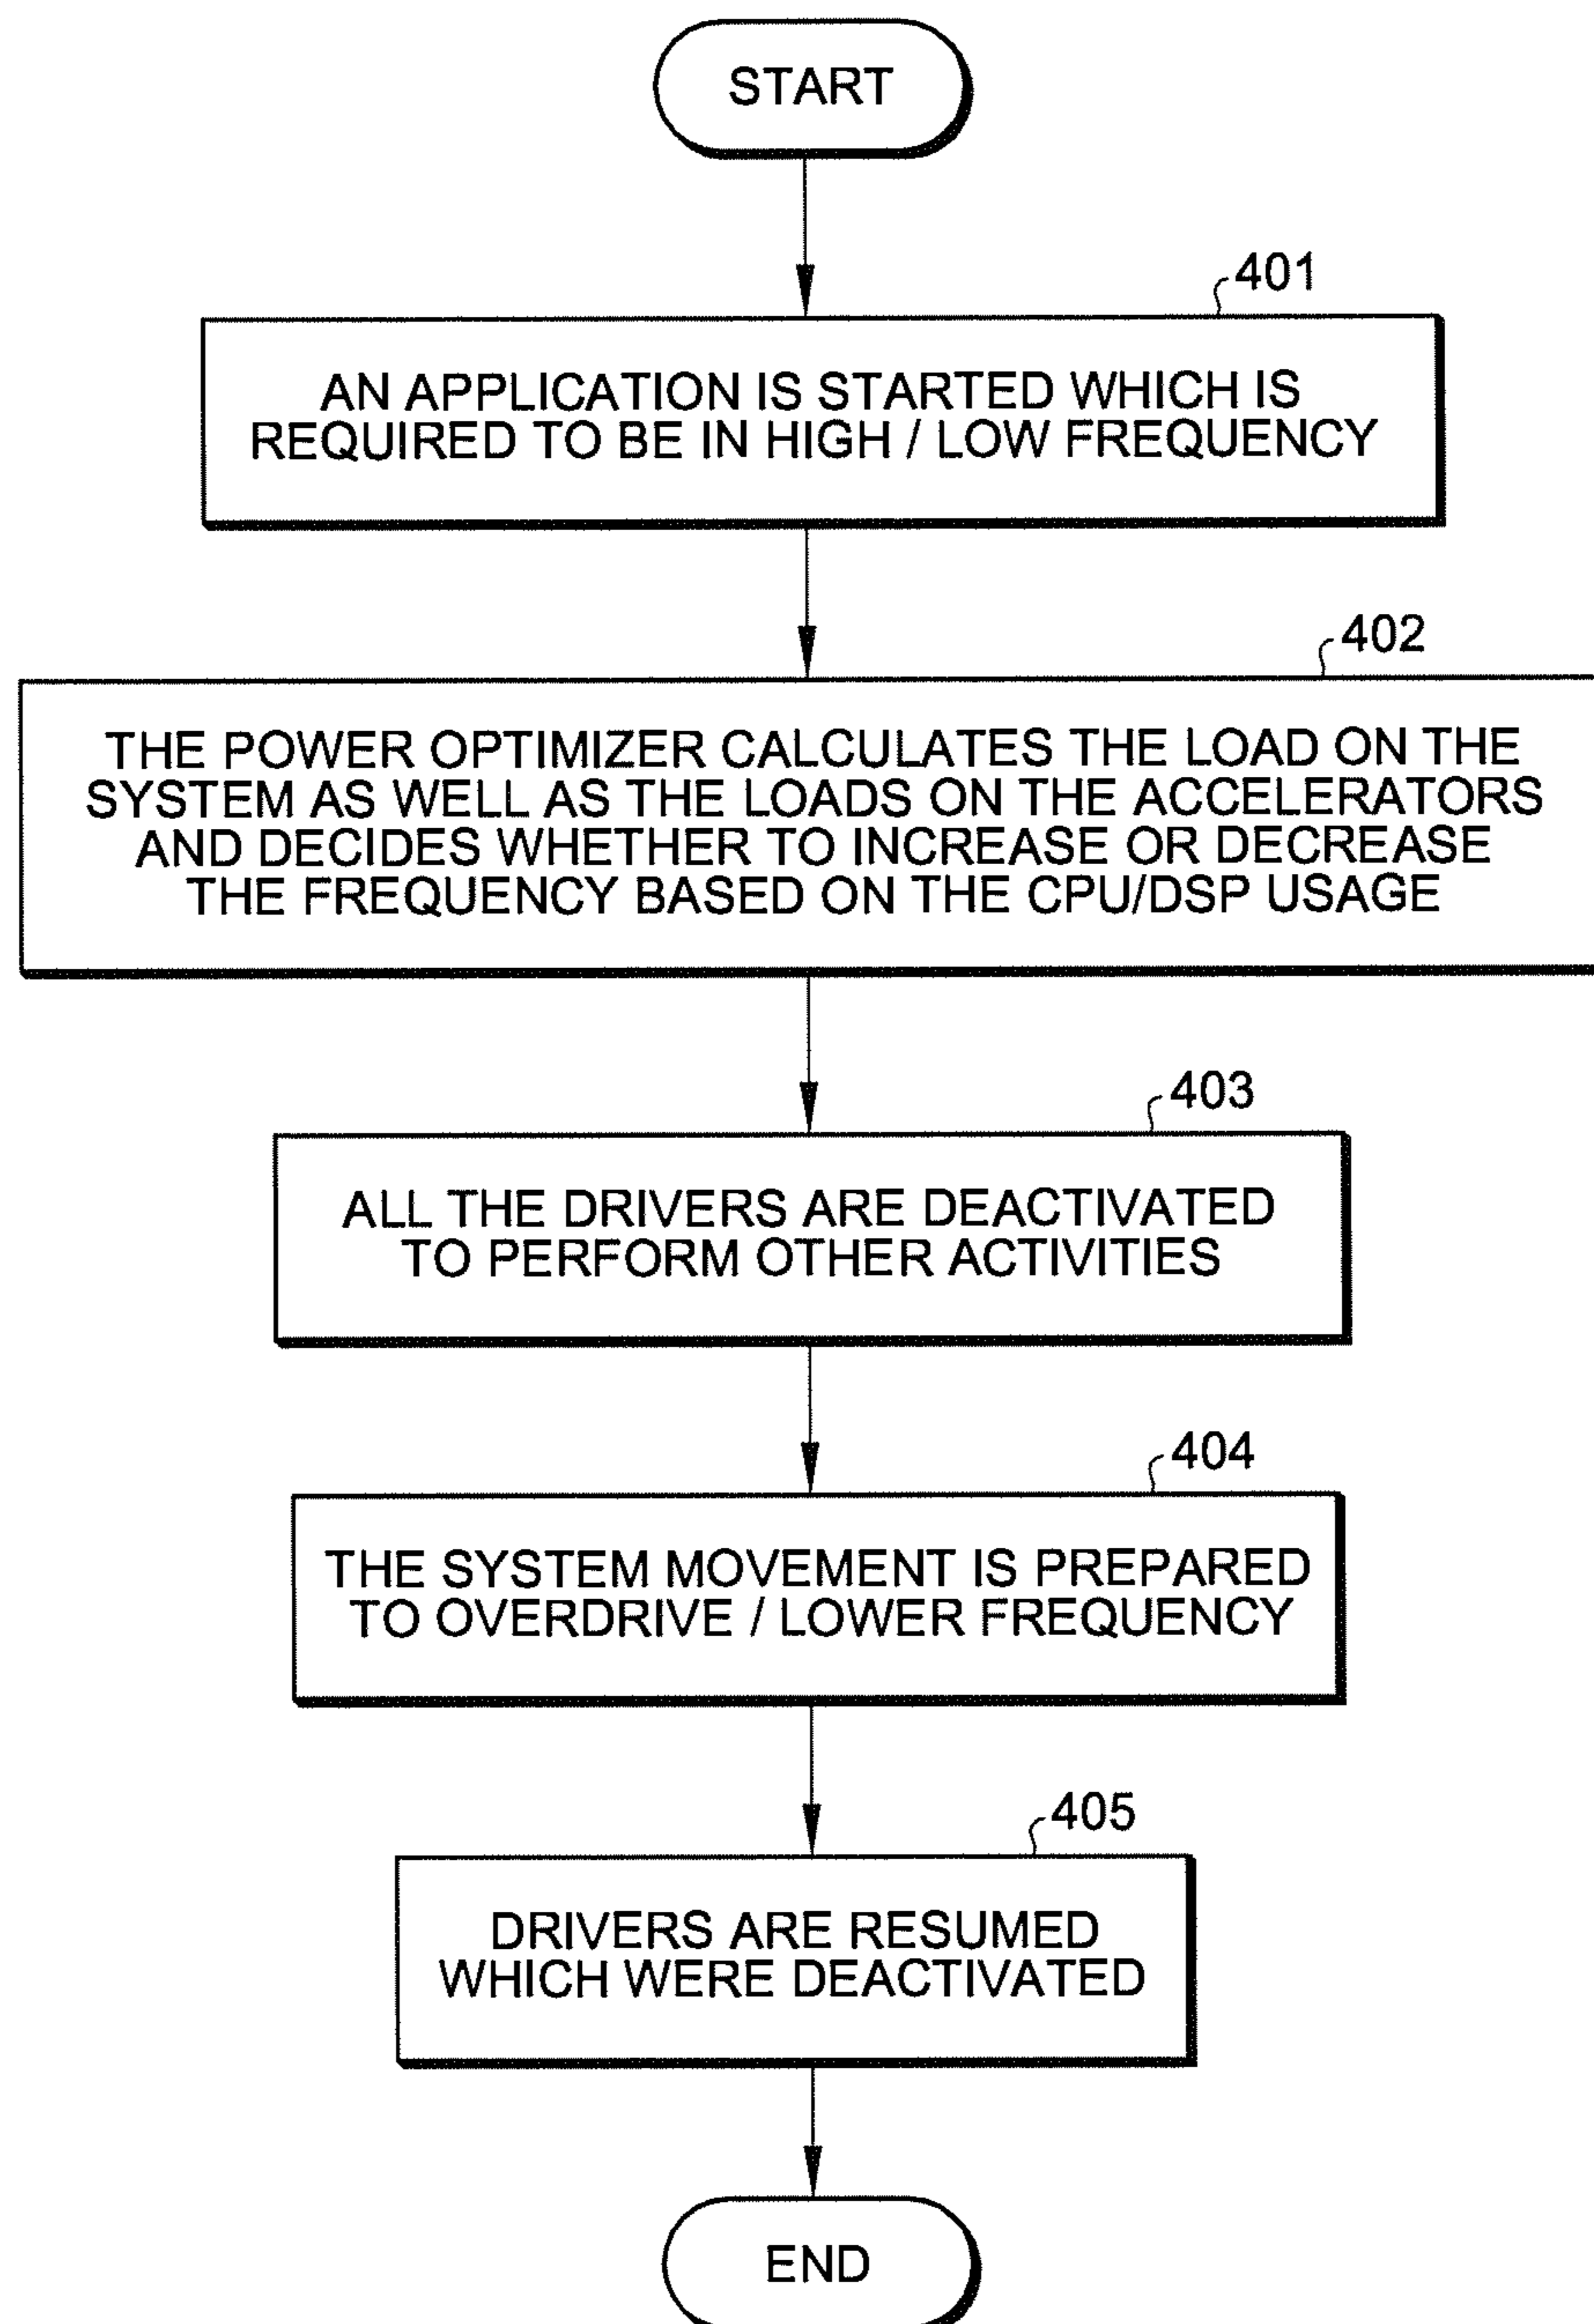 START
401
AN APPLICATION IS STARTED WHICH IS
REQUIRED TO BE IN HIGH / LOW FREQUENCY
402
THE POWER OPTIMIZER CALCULATES THE LOAD ON THE
SYSTEM AS WELL AS THE LOADS ON THE ACCELERATORS
AND DECIDES WHETHER TO INCREASE OR DECREASE
THE FREQUENCY BASED ON THE CPU/DSP USAGE
403
ALL THE DRIVERS ARE DEACTIVATED
TO PERFORM OTHER ACTIVITIES
404
THE SYSTEM MOVEMENT IS PREPARED
TO OVERDRIVE / LOWER FREQUENCY
405
DRIVERS ARE RESUMED
WHICH WERE DEACTIVATED
END